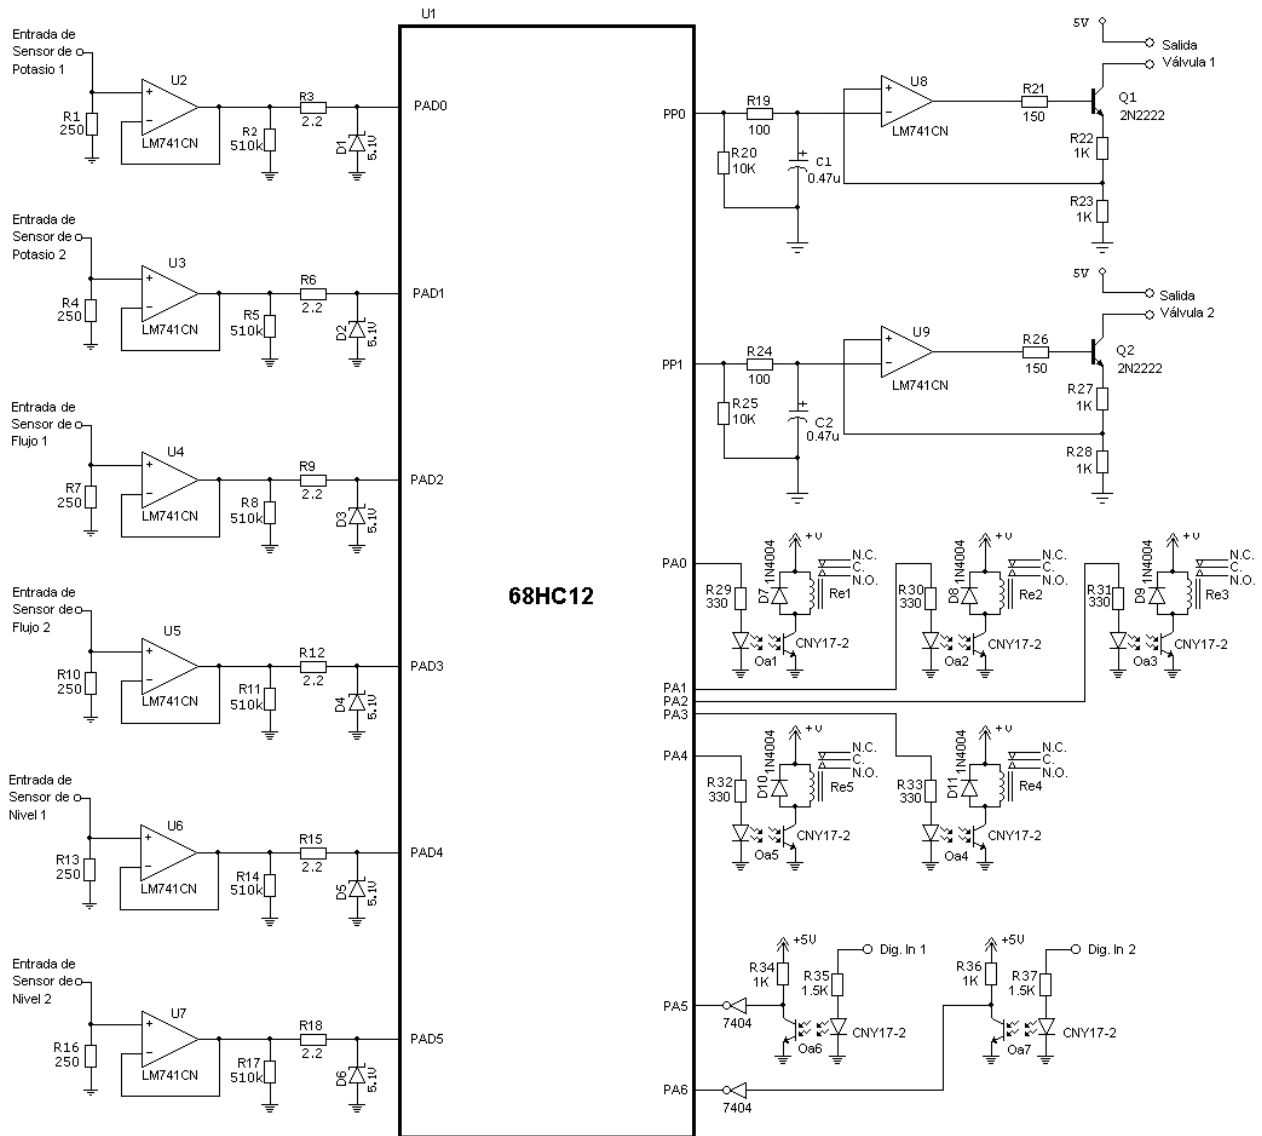 U1
Entrada de
Sensor de
Potasio 1
R1
250
U2
LM741CN
R2
510k
R3
2.2
D1
5.1V
PAD0
Entrada de
Sensor de
Potasio 2
R4
250
U3
LM741CN
R5
510k
R6
2.2
D2
5.1V
PAD1
Entrada de
Sensor de
Flujo 1
R7
250
U4
LM741CN
R8
510k
R9
2.2
D3
5.1V
PAD2
Entrada de
Sensor de
Flujo 2
R10
250
U5
LM741CN
R11
510k
R12
2.2
D4
5.1V
PAD3
Entrada de
Sensor de
Nivel 1
R13
250
U6
LM741CN
R14
510k
R15
2.2
D5
5.1V
PAD4
Entrada de
Sensor de
Nivel 2
R16
250
U7
LM741CN
R17
510k
R18
2.2
D6
5.1V
PAD5
68HC12
PP0
R19
100
R20
10K
C1
0.47u
U8
LM741CN
R21
150
5V
Salida
Válvula 1
Q1
2N2222
R22
1K
R23
1K
PP1
R24
100
R25
10K
C2
0.47u
U9
LM741CN
R26
150
5V
Salida
Válvula 2
Q2
2N2222
R27
1K
R28
1K
PA0
R29
330
D7
1N4004
+V
N.C.
C.
N.O.
Re1
Oa1
CNY17-2
R30
330
D8
1N4004
+V
N.C.
C.
N.O.
Re2
Oa2
CNY17-2
R31
330
D9
1N4004
+V
N.C.
C.
N.O.
Re3
Oa3
CNY17-2
PA1
PA2
PA3
PA4
R32
330
D10
1N4004
+V
N.C.
C.
N.O.
Re5
Oa5
CNY17-2
R33
330
D11
1N4004
+V
N.C.
C.
N.O.
Re4
Oa4
CNY17-2
PA5
7404
+5V
R34
1K
R35
1.5K
Dig. In 1
Oa6
CNY17-2
+5V
R36
1K
R37
1.5K
Dig. In 2
Oa7
CNY17-2
PA6
7404